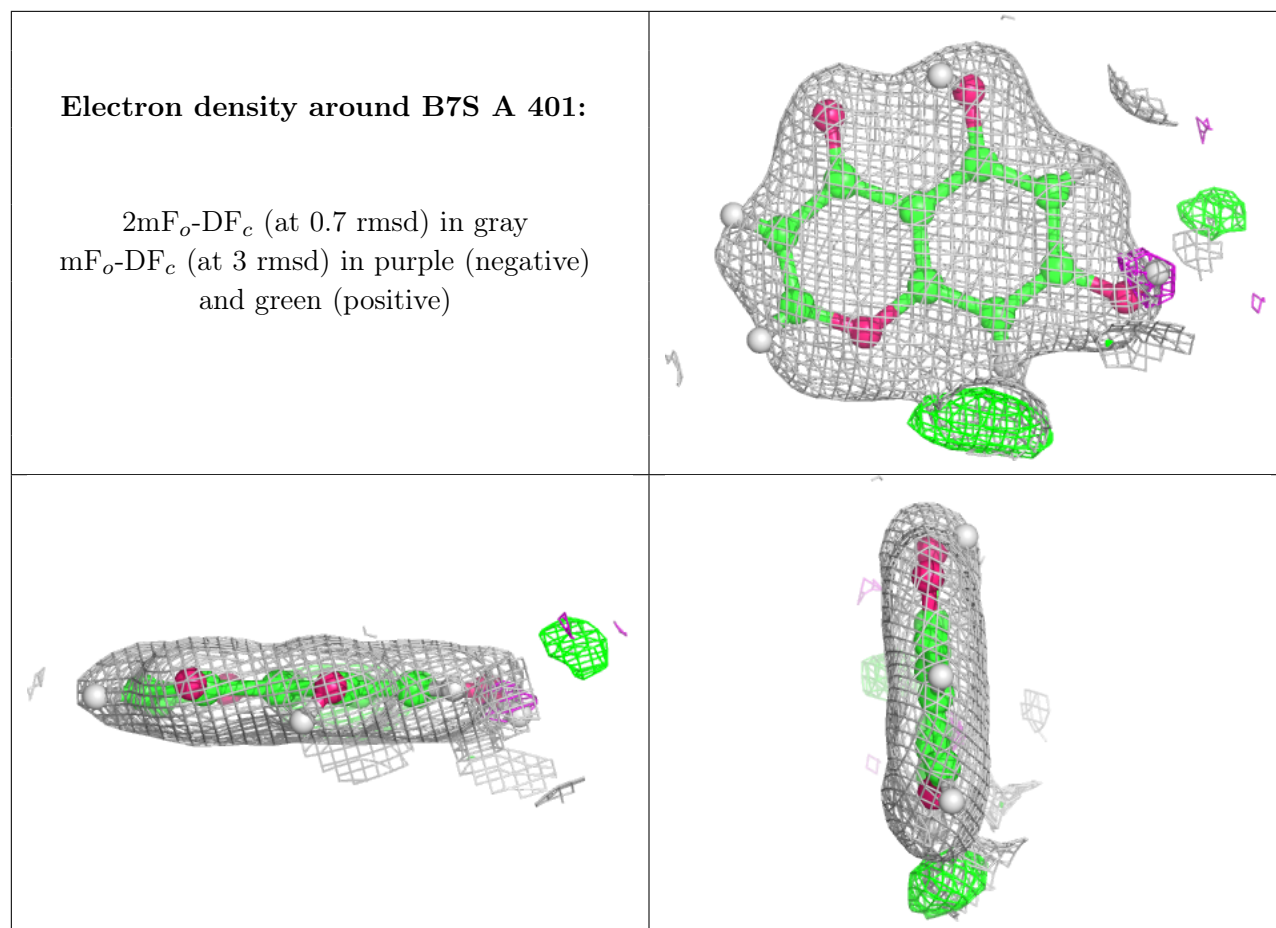 Electron density around B7S A 401:
2mFₒ-DF𝒸 (at 0.7 rmsd) in gray
mFₒ-DF𝒸 (at 3 rmsd) in purple (negative)
and green (positive)